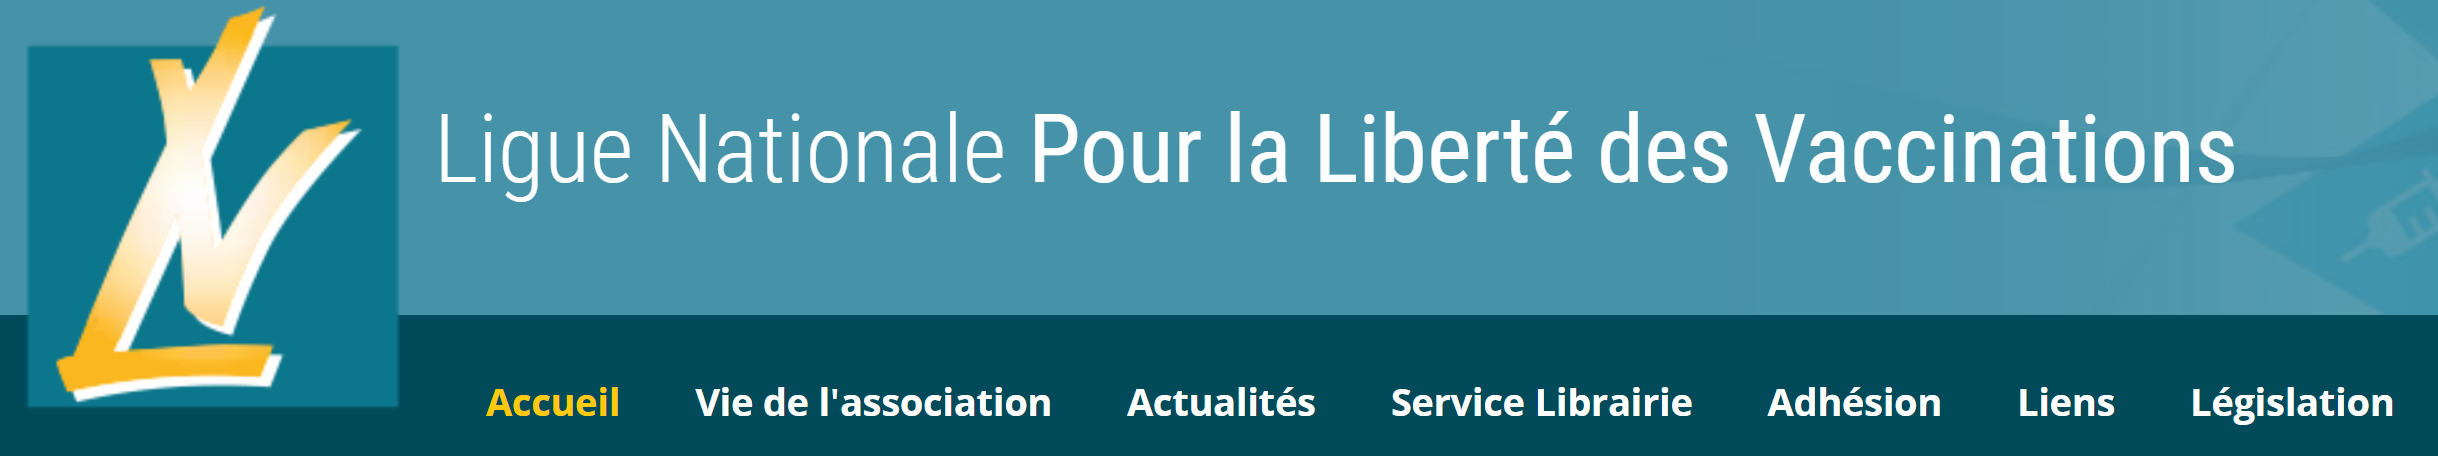 Ligue Nationale Pour la Liberté des Vaccinations
Accueil Vie de l'association Actualités Service Librairie Adhésion Liens Législation